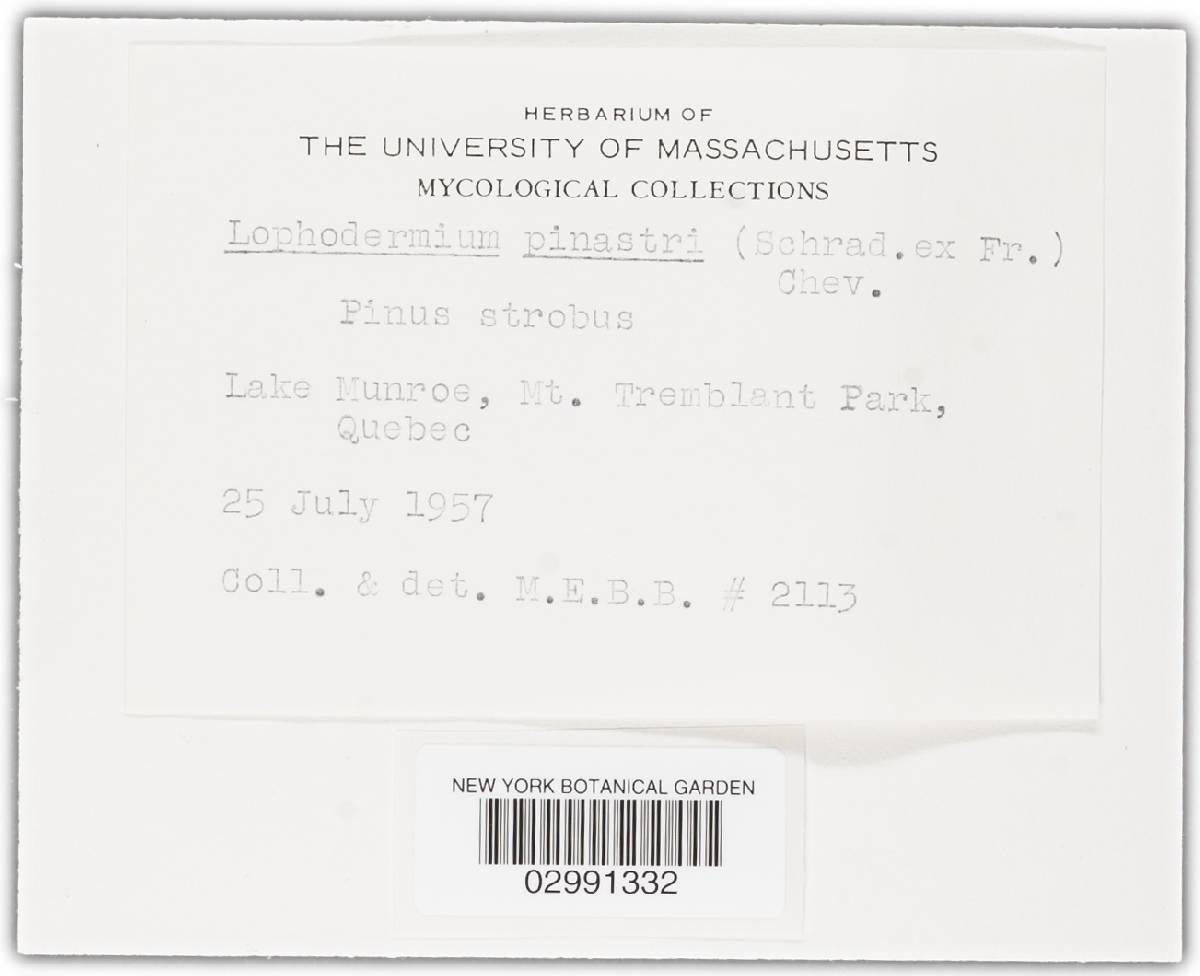 HERBARIUM OF
THE UNIVERSITY OF MASSACHUSETTS
MYCOLOGICAL COLLECTIONS
Lophodermium pinastri (Schrad.ex Fr.)
Chev.
Pinus strobus
Lake Munroe, Mt. Tremblant Park,
Quebec
25 July 1957
Coll. & det. M.E.B.B. # 2113
NEW YORK BOTANICAL GARDEN
02991332